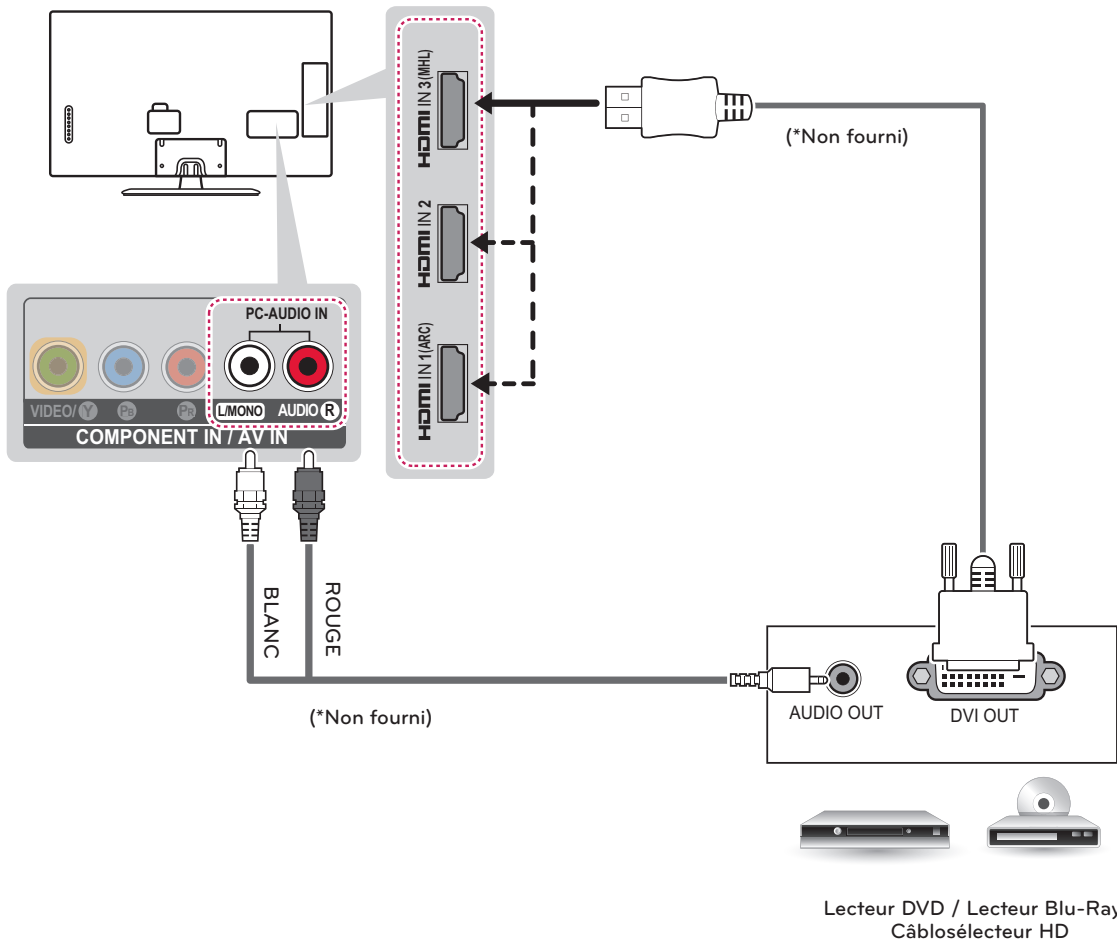 HDMI IN 3(MHL)
(*Non fourni)
HDMI IN 2
PC-AUDIO IN
HDMI IN 1(ARC)
VIDEO/ Y PB PR L/MONO AUDIO R
COMPONENT IN / AV IN
BLANC
ROUGE
(*Non fourni)
AUDIO OUT
DVI OUT
Lecteur DVD / Lecteur Blu-Ray
Câblosélecteur HD